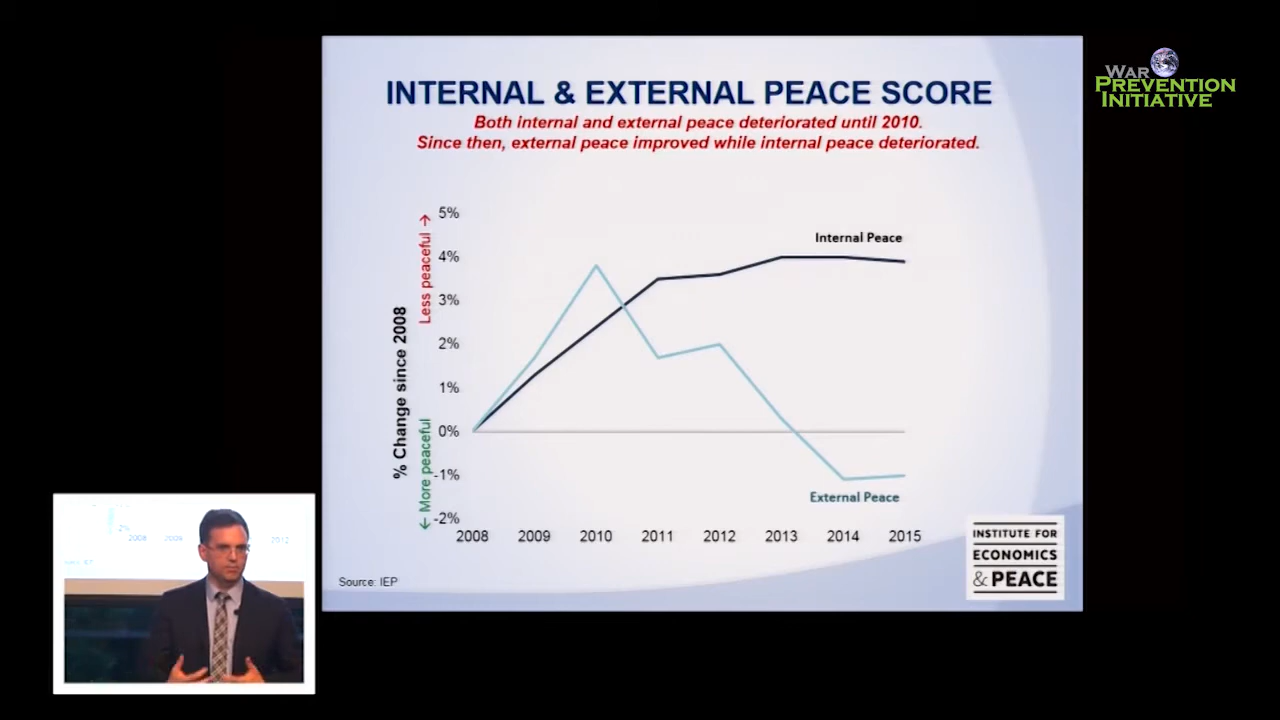 WAR
PREVENTION
INITIATIVE
INTERNAL & EXTERNAL PEACE SCORE
Both internal and external peace deteriorated until 2010.
Since then, external peace improved while internal peace deteriorated.
% Change since 2008
Less peaceful →
← More peaceful
5%
4%
3%
2%
1%
0%
-1%
-2%
Internal Peace
External Peace
2008 2009 2010 2011 2012 2013 2014 2015
Source: IEP
INSTITUTE FOR
ECONOMICS
& PEACE
2008 2009 2012